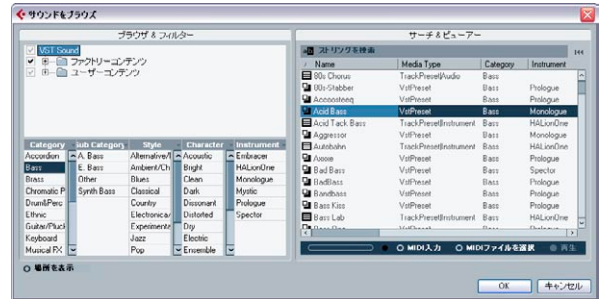 サウンドをブラウズ
ブラウザ & フィルター
サーチ & ビューアー
VST Sound
ファクトリーコンテンツ
ユーザーコンテンツ
ストリングを検索
144
Name Media Type Category Instrument
80s Chorus TrackPreset/Audio Bass
80s-Stabber VstPreset Bass Prologue
Accoosteeq VstPreset Bass Prologue
Acid Bass VstPreset Bass Monologue
Acid Tack Bass TrackPreset/Instrument Bass HALionOne
Aggressor VstPreset Bass Monologue
Autobahn TrackPreset/Instrument Bass HALionOne
Axxie VstPreset Bass Prologue
Bad Bass VstPreset Bass Spector
BadBass VstPreset Bass Prologue
Bandbass VstPreset Bass Prologue
Bass Kiss VstPreset Bass Prologue
Bass Lab TrackPreset/Instrument Bass HALionOne
Category Sub Category Style Character Instrument
Accordion A. Bass Alternative/I Acoustic Embracer
Bass E. Bass Ambient/Ch Bright HALionOne
Brass Other Blues Clean Monologue
Chromatic P Synth Bass Classical Dark Mystic
Drum&Perc Country Dissonant Prologue
Ethnic Electronica/ Distorted Spector
Guitar/Pluck Experimenta Dry
Keyboard Jazz Electric
Musical FX Pop Ensemble
MIDI入力 MIDIファイルを選択 再生
場所を表示
OK キャンセル